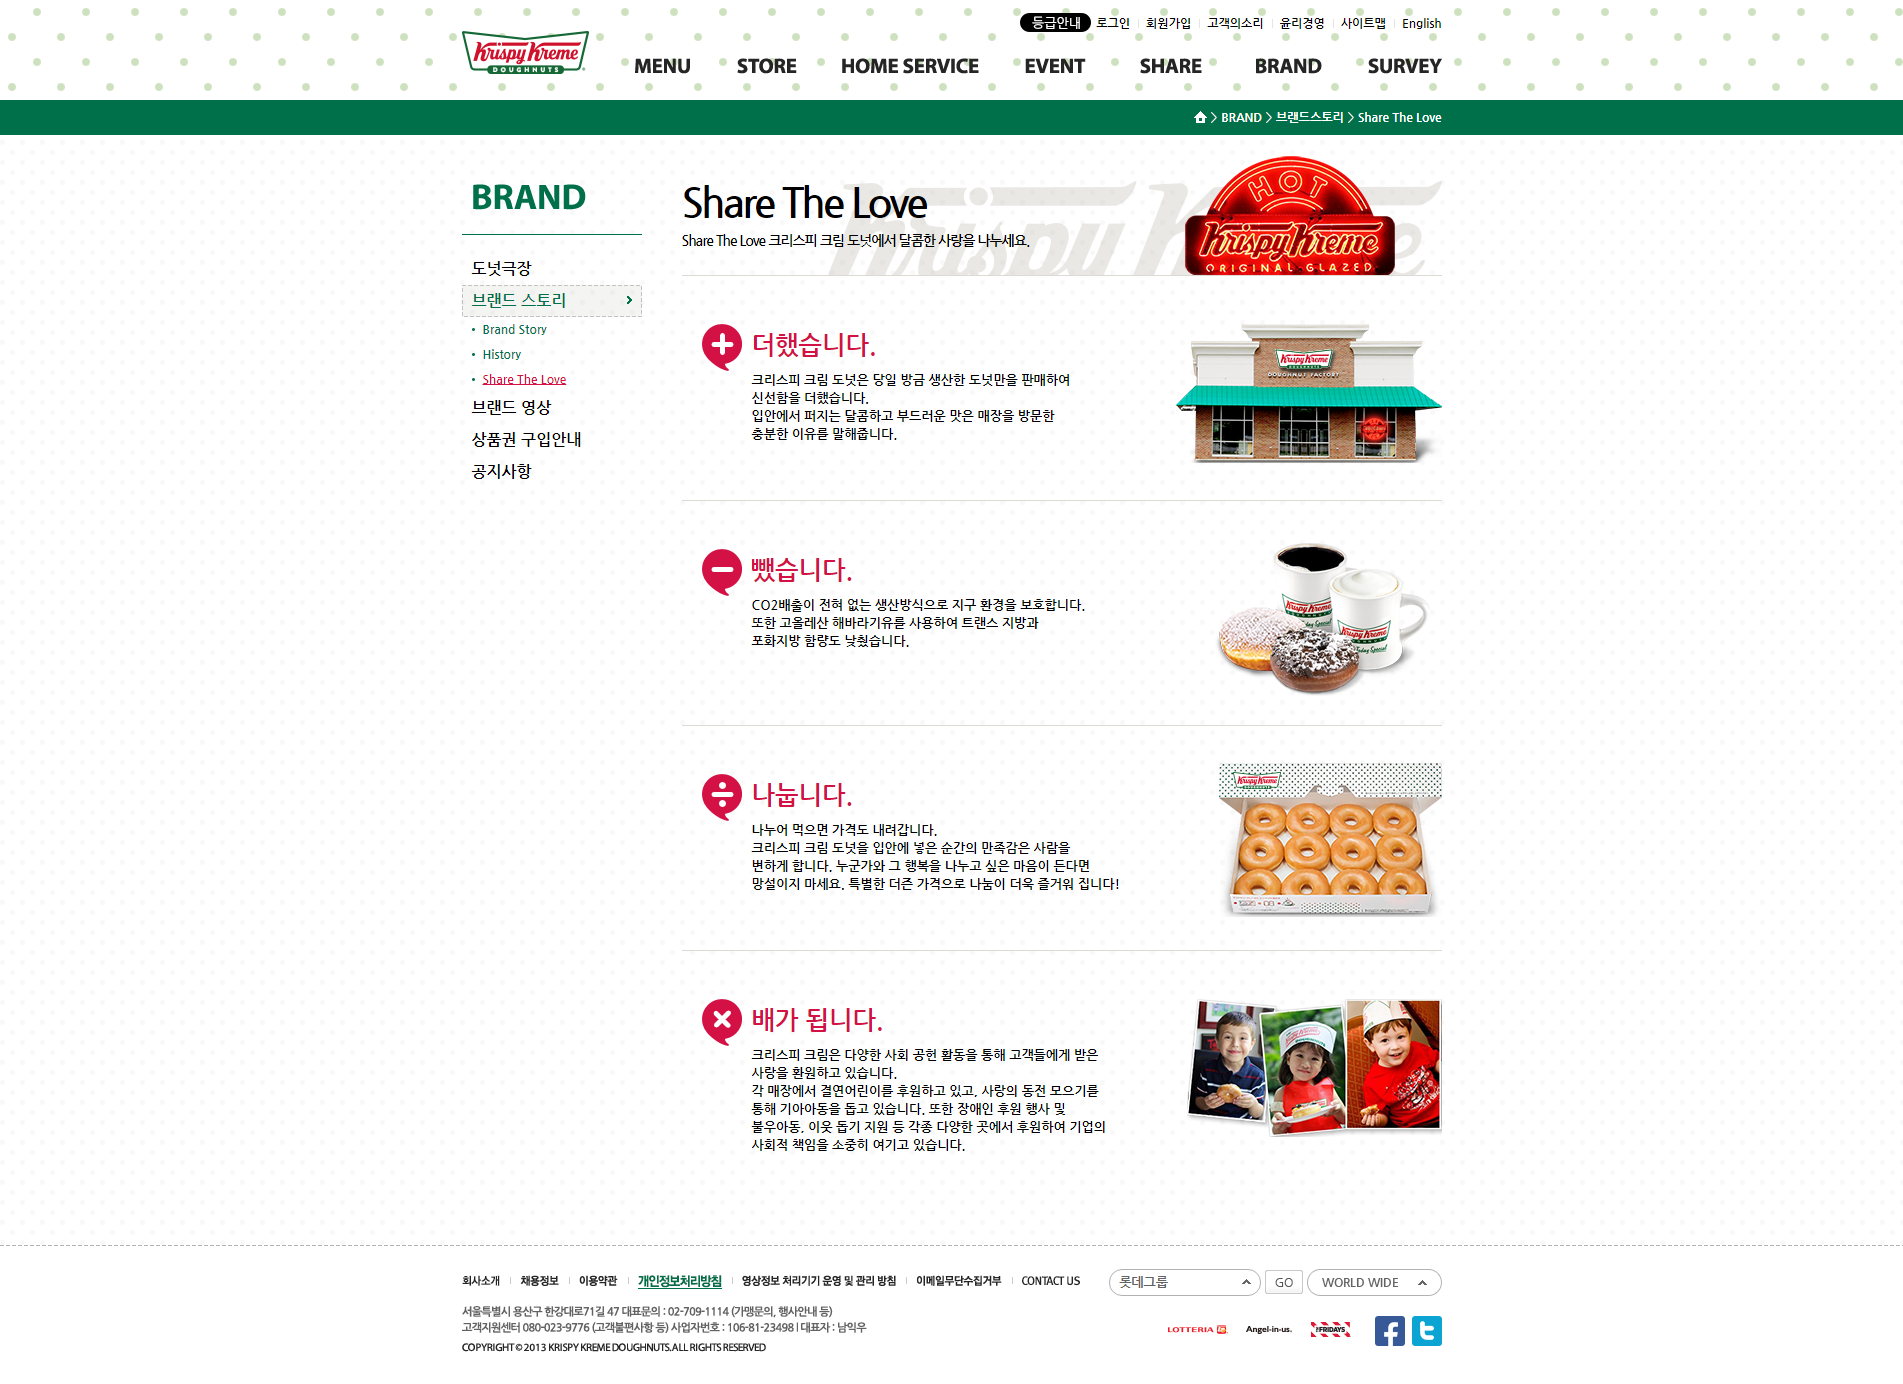 등급안내 로그인 회원가입 고객의소리 윤리경영 사이트맵 English
Krispy Kreme
DOUGHNUTS
MENU STORE HOME SERVICE EVENT SHARE BRAND SURVEY
> BRAND > 브랜드스토리 > Share The Love
BRAND
도넛극장
브랜드 스토리
Brand Story
History
Share The Love
브랜드 영상
상품권 구입안내
공지사항
Krispy Kreme
Share The Love
Share The Love 크리스피 크림 도넛에서 달콤한 사랑을 나누세요.
HOT
Krispy Kreme
ORIGINAL GLAZED
더했습니다.
크리스피 크림 도넛은 당일 방금 생산한 도넛만을 판매하여
신선함을 더했습니다.
입안에서 퍼지는 달콤하고 부드러운 맛은 매장을 방문한
충분한 이유를 말해줍니다.
Krispy Kreme
DOUGHNUTS
DOUGHNUT FACTORY
뺐습니다.
CO2배출이 전혀 없는 생산방식으로 지구 환경을 보호합니다.
또한 고올레산 해바라기유를 사용하여 트랜스 지방과
포화지방 함량도 낮췄습니다.
Krispy Kreme
DOUGHNUTS
Krispy Kreme
DOUGHNUTS
나눕니다.
나누어 먹으면 가격도 내려갑니다.
크리스피 크림 도넛을 입안에 넣은 순간의 만족감은 사람을
변하게 합니다. 누군가와 그 행복을 나누고 싶은 마음이 든다면
망설이지 마세요. 특별한 더즌 가격으로 나눔이 더욱 즐거워 집니다!
Krispy Kreme
배가 됩니다.
크리스피 크림은 다양한 사회 공헌 활동을 통해 고객들에게 받은
사랑을 환원하고 있습니다.
각 매장에서 결연어린이를 후원하고 있고, 사랑의 동전 모으기를
통해 기아아동을 돕고 있습니다. 또한 장애인 후원 행사 및
불우아동, 이웃 돕기 지원 등 각종 다양한 곳에서 후원하여 기업의
사회적 책임을 소중히 여기고 있습니다.
회사소개 채용정보 이용약관 개인정보처리방침 영상정보 처리기기 운영 및 관리 방침 이메일무단수집거부 CONTACT US
롯데그룹 GO WORLD WIDE
서울특별시 용산구 한강대로71길 47 대표문의 : 02-709-1114 (가맹문의, 행사안내 등)
고객지원센터 080-023-9776 (고객불편사항 등) 사업자번호 : 106-81-23498 | 대표자 : 남익우
COPYRIGHT © 2013 KRISPY KREME DOUGHNUTS. ALL RIGHTS RESERVED
LOTTERIA Angel-in-us. FRIDAYS